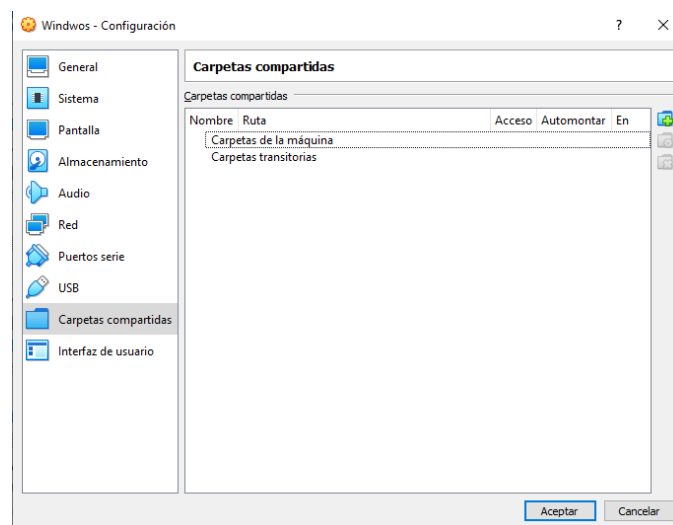 Windwos - Configuración ?
General
Sistema
Pantalla
Almacenamiento
Audio
Red
Puertos serie
USB
Carpetas compartidas
Interfaz de usuario
Carpetas compartidas
Carpetas compartidas
Nombre Ruta Acceso Automontar En
Carpetas de la máquina
Carpetas transitorias
Aceptar Cancelar